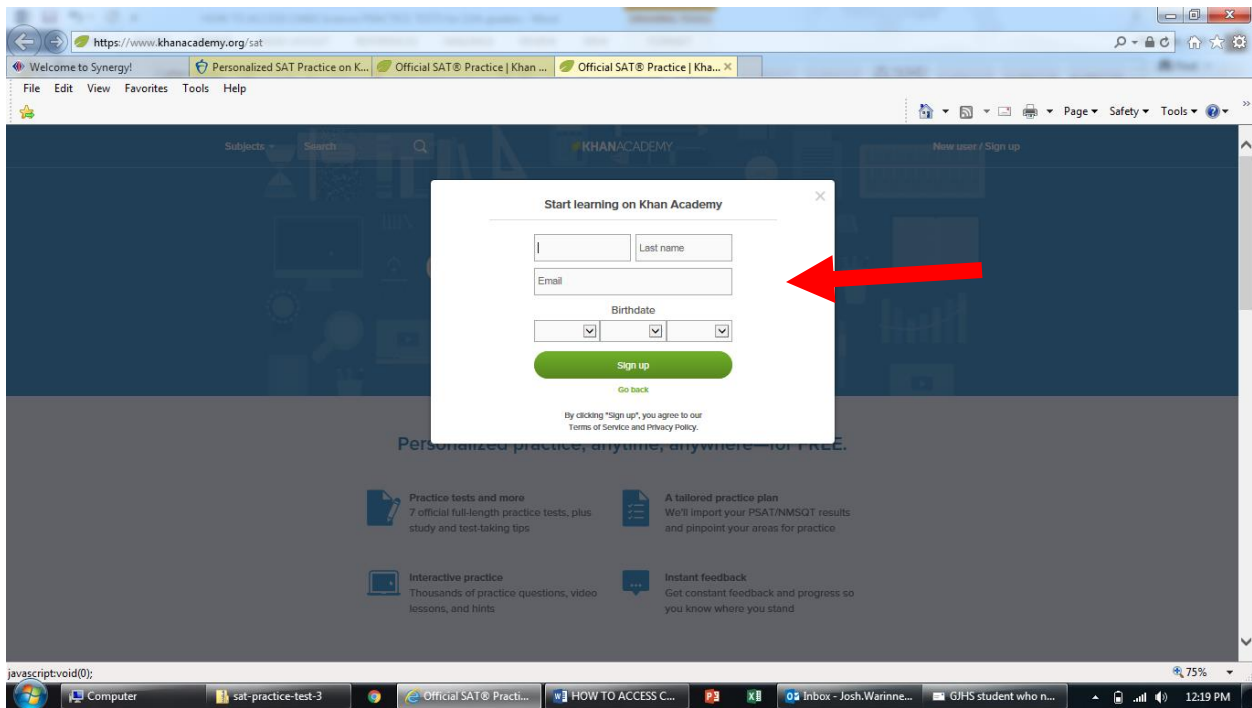 https://www.khanacademy.org/sat
Welcome to Synergy!
Personalized SAT Practice on K...
Official SAT® Practice | Khan ...
Official SAT® Practice | Kha...
File Edit View Favorites Tools Help
Page Safety Tools
Subjects Search KHANACADEMY New user / Sign up
Start learning on Khan Academy
Last name
Email
Birthdate
Sign up
Go back
By clicking "Sign up", you agree to our
Terms of Service and Privacy Policy.
Personalized practice, anytime, anywhere—for FREE.
Practice tests and more
7 official full-length practice tests, plus
study and test-taking tips
A tailored practice plan
We'll import your PSAT/NMSQT results
and pinpoint your areas for practice
Interactive practice
Thousands of practice questions, video
lessons, and hints
Instant feedback
Get constant feedback and progress so
you know where you stand
javascript:void(0);
75%
Computer
sat-practice-test-3
Official SAT® Practi...
HOW TO ACCESS C...
Inbox - Josh.Warinne...
GJHS student who n...
12:19 PM